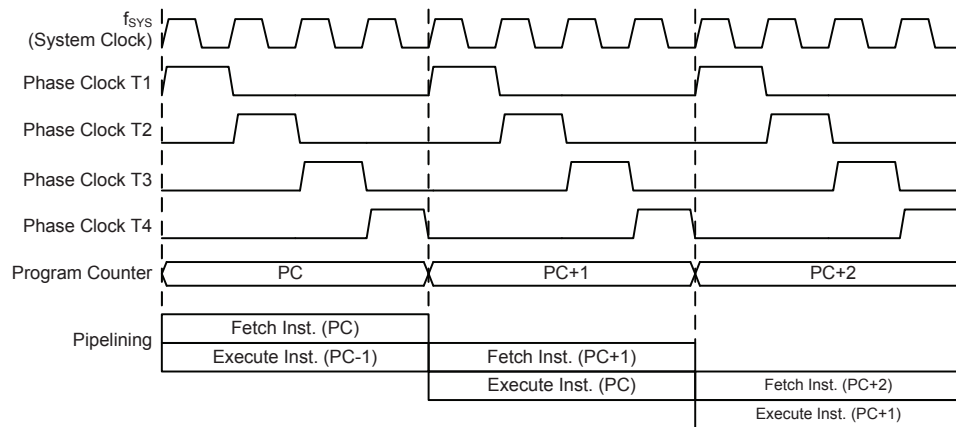 fSYS
(System Clock)
Phase Clock T1
Phase Clock T2
Phase Clock T3
Phase Clock T4
Program Counter
PC
PC+1
PC+2
Pipelining
Fetch Inst. (PC)
Execute Inst. (PC-1)
Fetch Inst. (PC+1)
Execute Inst. (PC)
Fetch Inst. (PC+2)
Execute Inst. (PC+1)